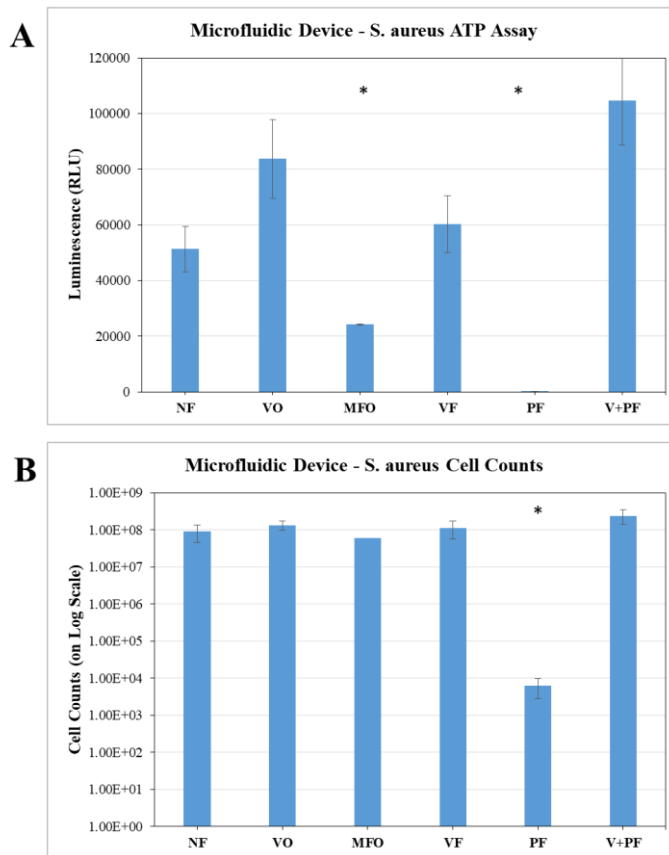 A
Microfluidic Device - S. aureus ATP Assay
Luminescence (RLU)
120000
100000
80000
60000
40000
20000
0
* *
NF VO MFO VF PF V+PF
B
Microfluidic Device - S. aureus Cell Counts
Cell Counts (on Log Scale)
1.00E+09
1.00E+08
1.00E+07
1.00E+06
1.00E+05
1.00E+04
1.00E+03
1.00E+02
1.00E+01
1.00E+00
*
NF VO MFO VF PF V+PF